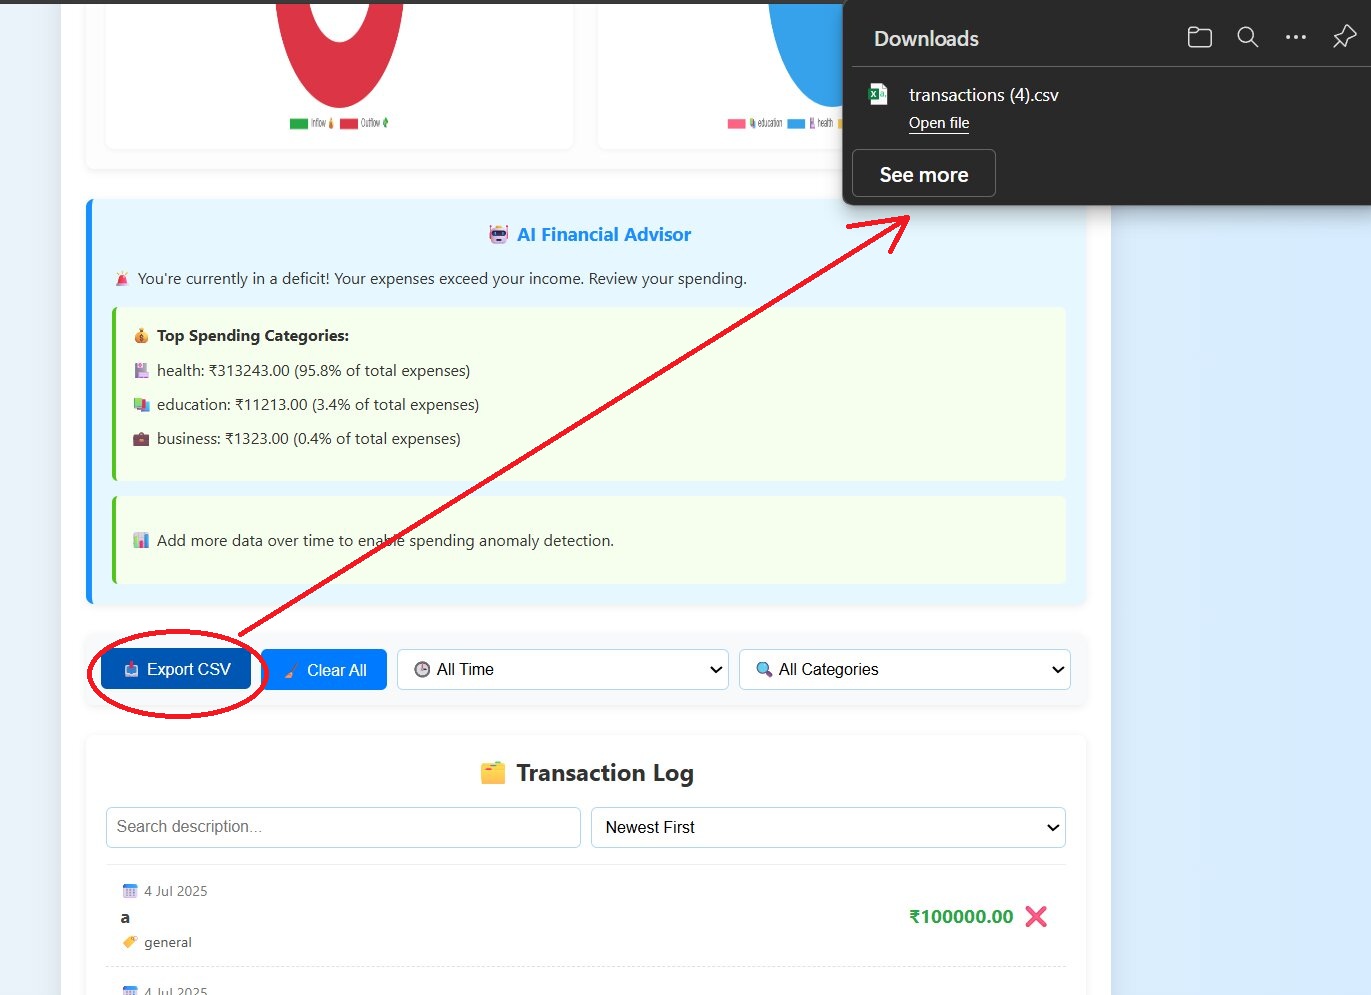 Downloads
transactions (4).csv
Open file
See more
Inflow
Outflow
education
health
AI Financial Advisor
You're currently in a deficit! Your expenses exceed your income. Review your spending.
Top Spending Categories:
health: ₹313243.00 (95.8% of total expenses)
education: ₹11213.00 (3.4% of total expenses)
business: ₹1323.00 (0.4% of total expenses)
Add more data over time to enable spending anomaly detection.
Export CSV
Clear All
All Time
All Categories
Transaction Log
Search description...
Newest First
4 Jul 2025
a
₹100000.00
general
4 Jul 2025